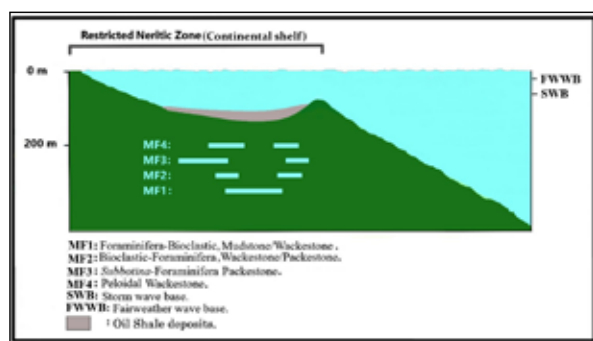 Restricted Neritic Zone (Continental shelf)
0 m
FWWB
SWB
200 m
MF4:
MF3:
MF2:
MF1:
MF1: Foraminifera-Bioclastic, Mudstone/Wackestone.
MF2: Bioclastic-Foraminifera, Wackestone/Packestone.
MF3: Subbotina-Foraminifera Packestone.
MF4: Peloidal Wackestone.
SWB: Storm wave base.
FWWB: Fairweather wave base.
: Oil Shale deposits.